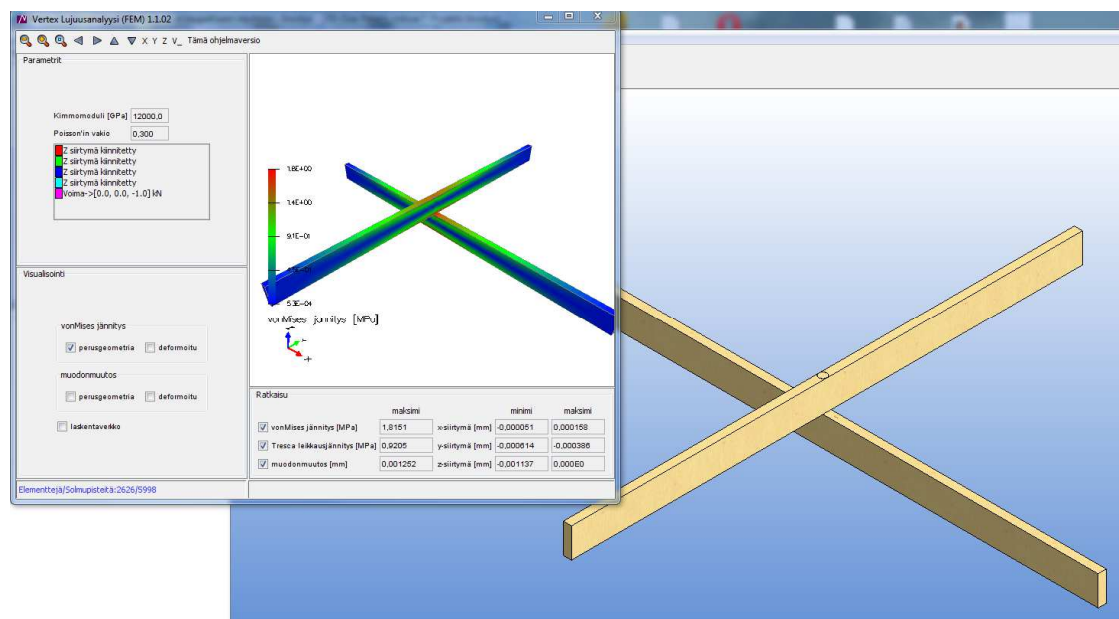 Vertex Lujuusanalyysi (FEM) 1.1.02
X Y Z V_ Tämä ohjelmaversio
Parametrit
Kimmomoduli [GPa] 12000,0
Poisson'in vakio 0,300
Z siirtymä kiinnitetty
Z siirtymä kiinnitetty
Z siirtymä kiinnitetty
Z siirtymä kiinnitetty
Voima->[0.0, 0.0, -1.0] kN
1.8E+00
1.4E+00
9.1E-01
5.3E-04
vonMises jännitys [MPa]
Visualisointi
vonMises jännitys
perusgeometria deformoitu
muodonmuutos
perusgeometria deformoitu
laskentaverkko
Ratkaisu
maksimi minimi maksimi
vonMises jännitys [MPa] 1,8151 x-siirtymä [mm] -0,000051 0,000158
Tresca leikkausjännitys [MPa] 0,9205 y-siirtymä [mm] -0,000614 -0,000386
muodonmuutos [mm] 0,001252 z-siirtymä [mm] -0,001137 0,000E0
Elementtejä/Solmupisteitä:2626/5998